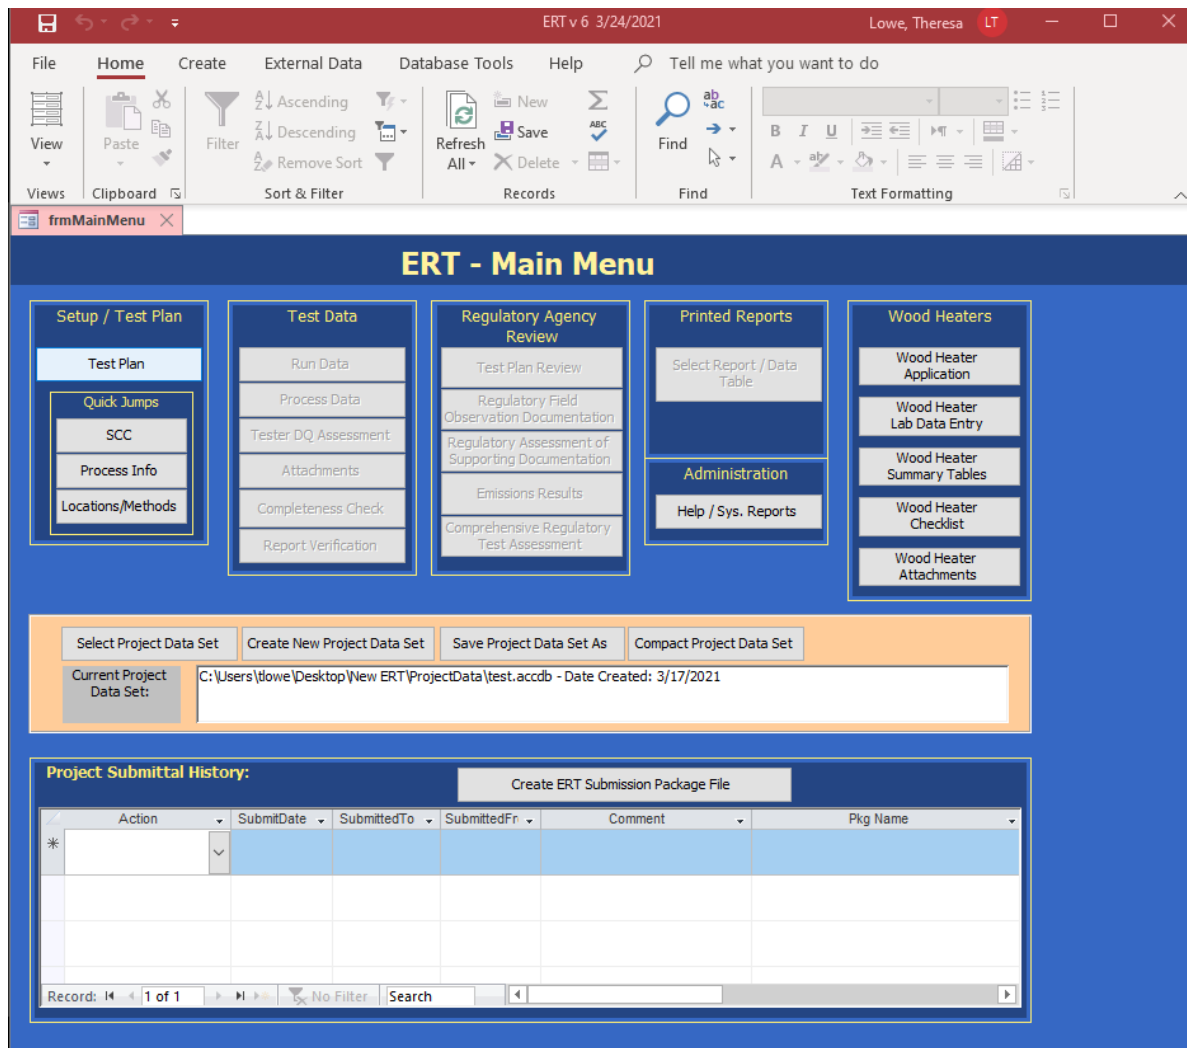 ERT v 6 3/24/2021
Lowe, Theresa LT
File Home Create External Data Database Tools Help Tell me what you want to do
View
Paste
Filter
Ascending
Descending
Remove Sort
Refresh
All
New
Save
Delete
Find
B I U
A
Views Clipboard Sort & Filter Records Find Text Formatting
frmMainMenu
ERT - Main Menu
Setup / Test Plan
Test Plan
Quick Jumps
SCC
Process Info
Locations/Methods
Test Data
Run Data
Process Data
Tester DQ Assessment
Attachments
Completeness Check
Report Verification
Regulatory Agency
Review
Test Plan Review
Regulatory Field
Observation Documentation
Regulatory Assessment of
Supporting Documentation
Emissions Results
Comprehensive Regulatory
Test Assessment
Printed Reports
Select Report / Data
Table
Administration
Help / Sys. Reports
Wood Heaters
Wood Heater
Application
Wood Heater
Lab Data Entry
Wood Heater
Summary Tables
Wood Heater
Checklist
Wood Heater
Attachments
Select Project Data Set Create New Project Data Set Save Project Data Set As Compact Project Data Set
Current Project
Data Set:
C:\Users\tlowe\Desktop\New ERT\ProjectData\test.accdb - Date Created: 3/17/2021
Project Submittal History:
Create ERT Submission Package File
Action SubmitDate SubmittedTo SubmittedFr Comment Pkg Name
Record: 1 of 1 No Filter Search